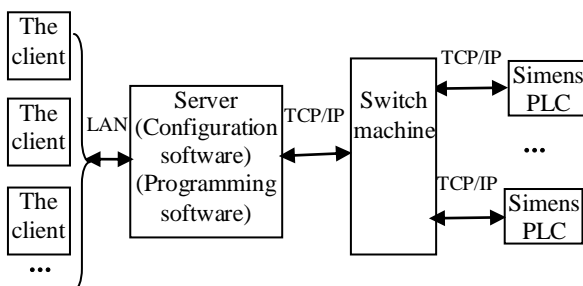 The
client
The
client
The
client
...
LAN
Server
(Configuration
software)
(Programming
software)
TCP/IP
Switch
machine
TCP/IP
Simens
PLC
...
TCP/IP
Simens
PLC